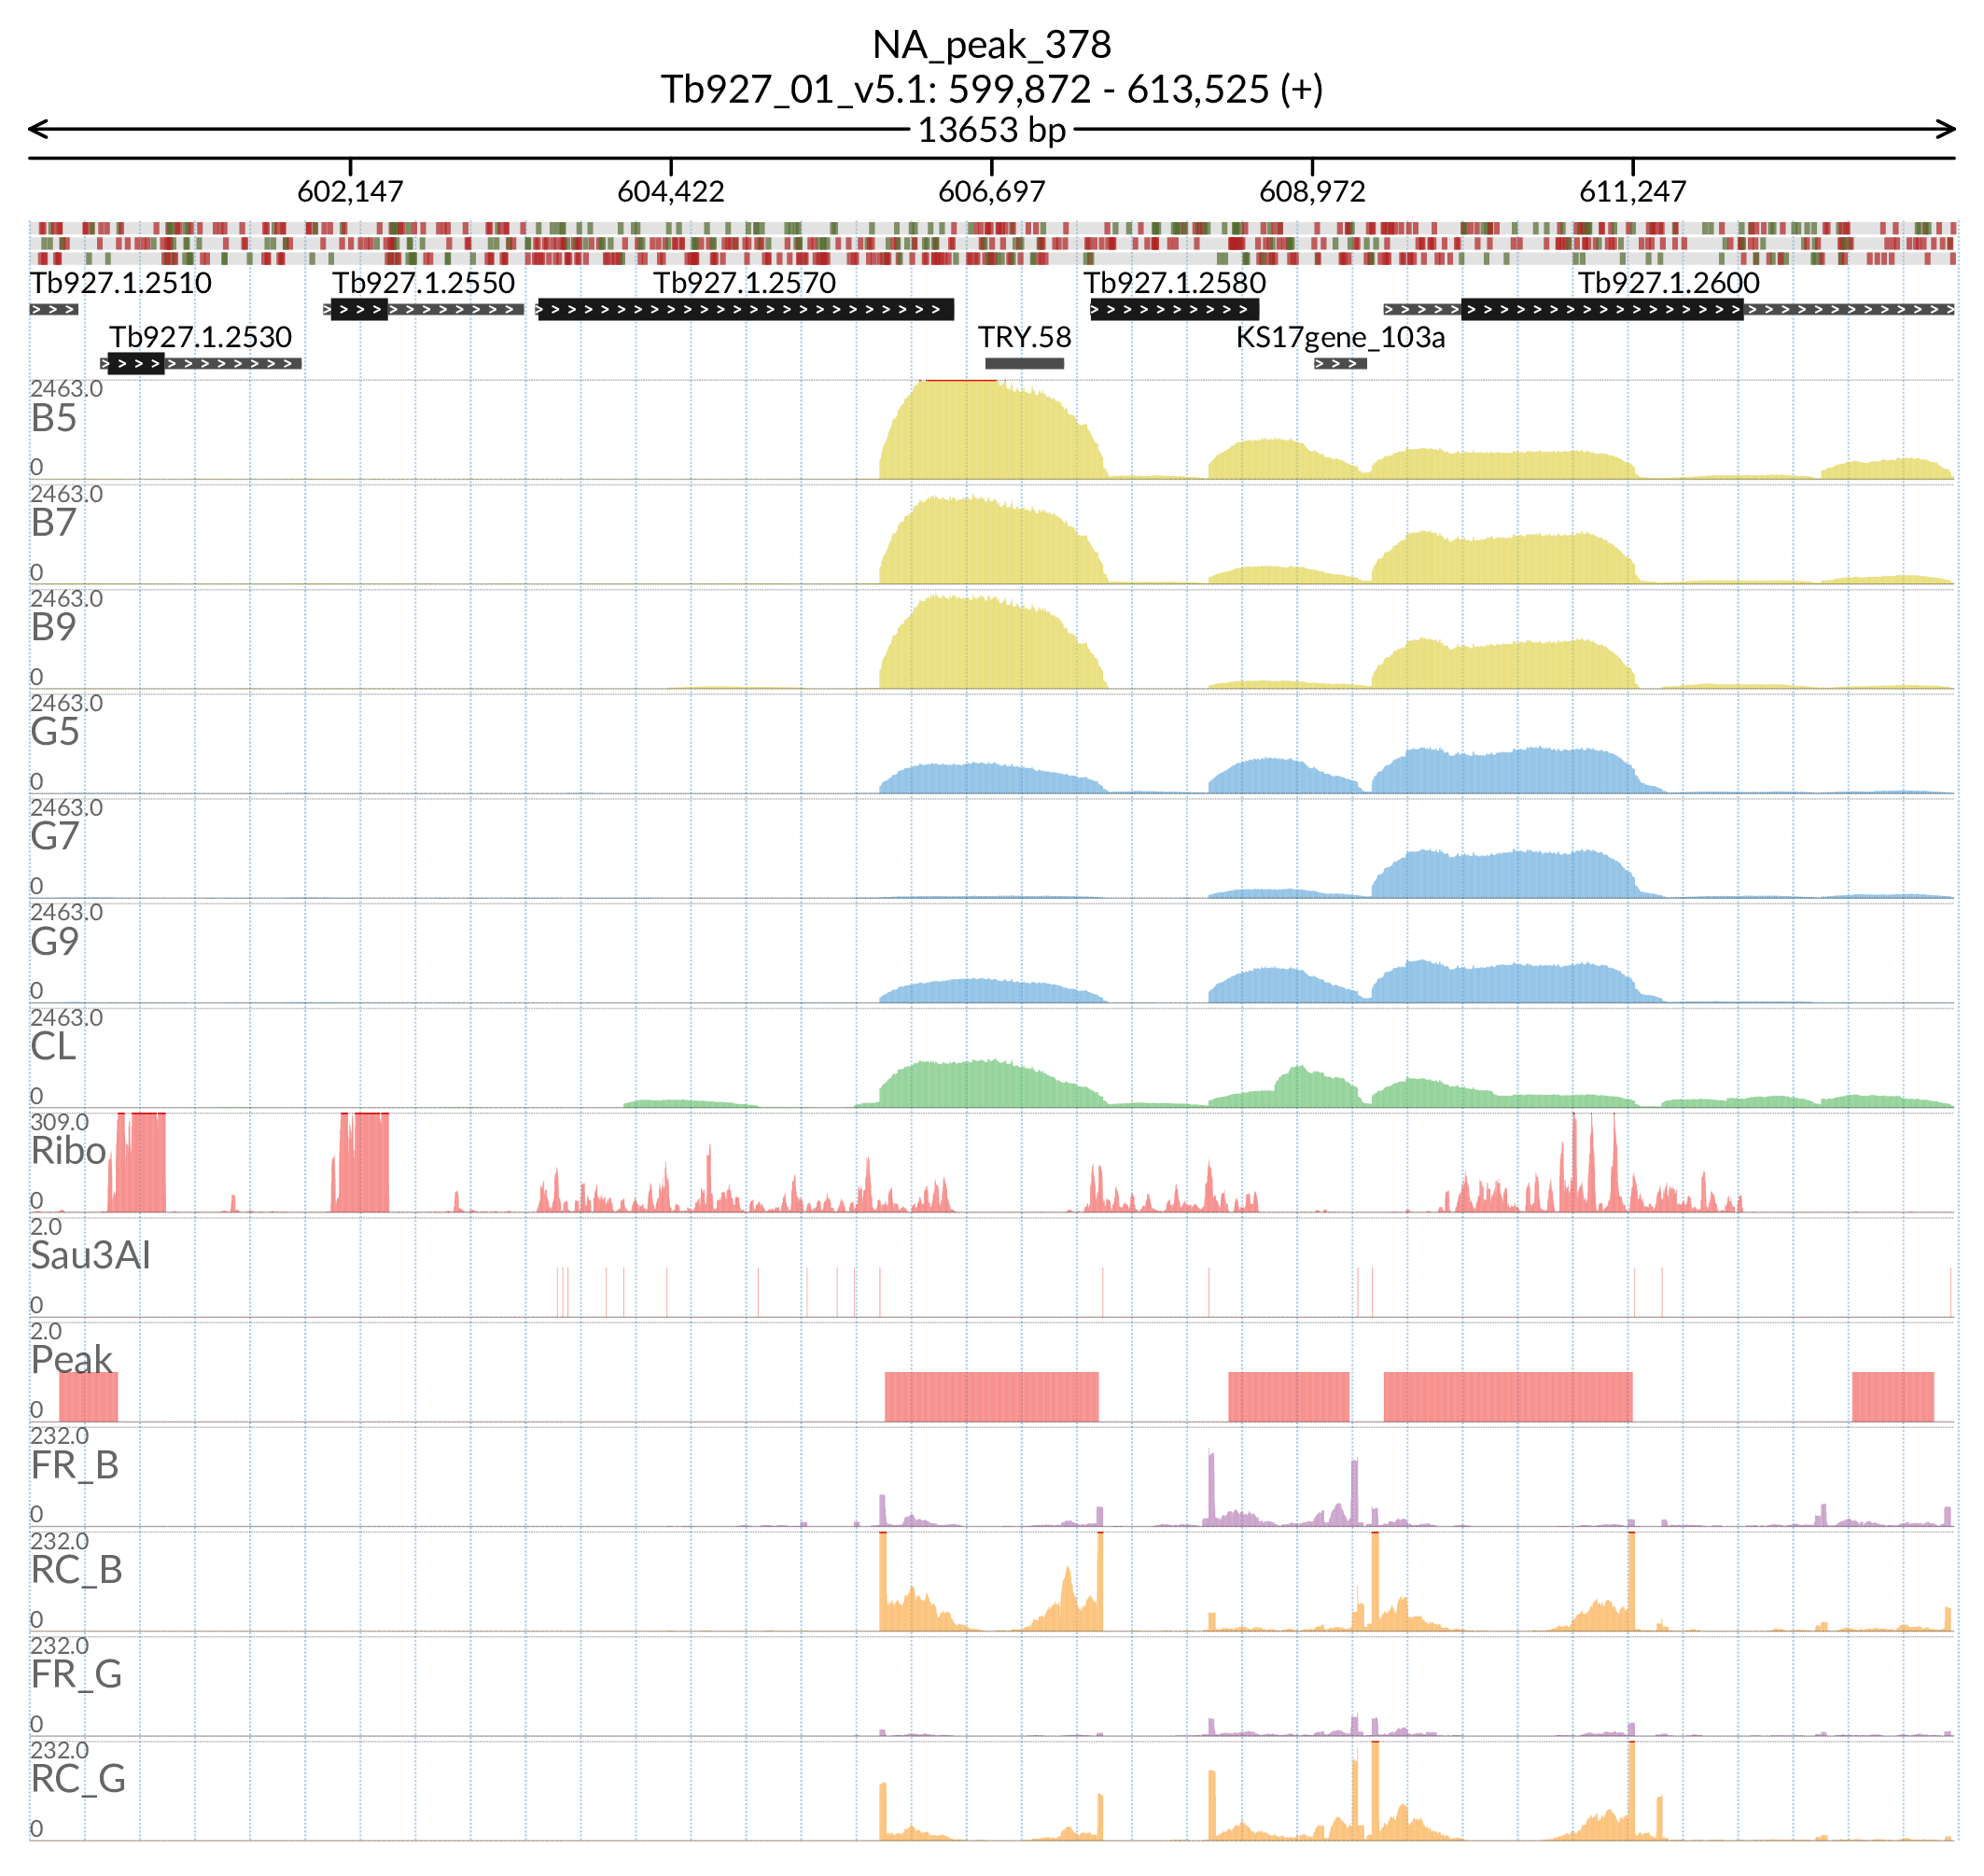 NA_peak_378
Tb927_01_v5.1: 599,872 - 613,525 (+)
13653 bp
602,147 604,422 606,697 608,972 611,247
Tb927.1.2510 Tb927.1.2550 Tb927.1.2570 Tb927.1.2580 Tb927.1.2600
Tb927.1.2530 TRY.58 KS17gene_103a
2463.0
B5
0
2463.0
B7
0
2463.0
B9
0
2463.0
G5
0
2463.0
G7
0
2463.0
G9
0
2463.0
CL
0
309.0
Ribo
0
2.0
Sau3AI
0
2.0
Peak
0
232.0
FR_B
0
232.0
RC_B
0
232.0
FR_G
0
232.0
RC_G
0